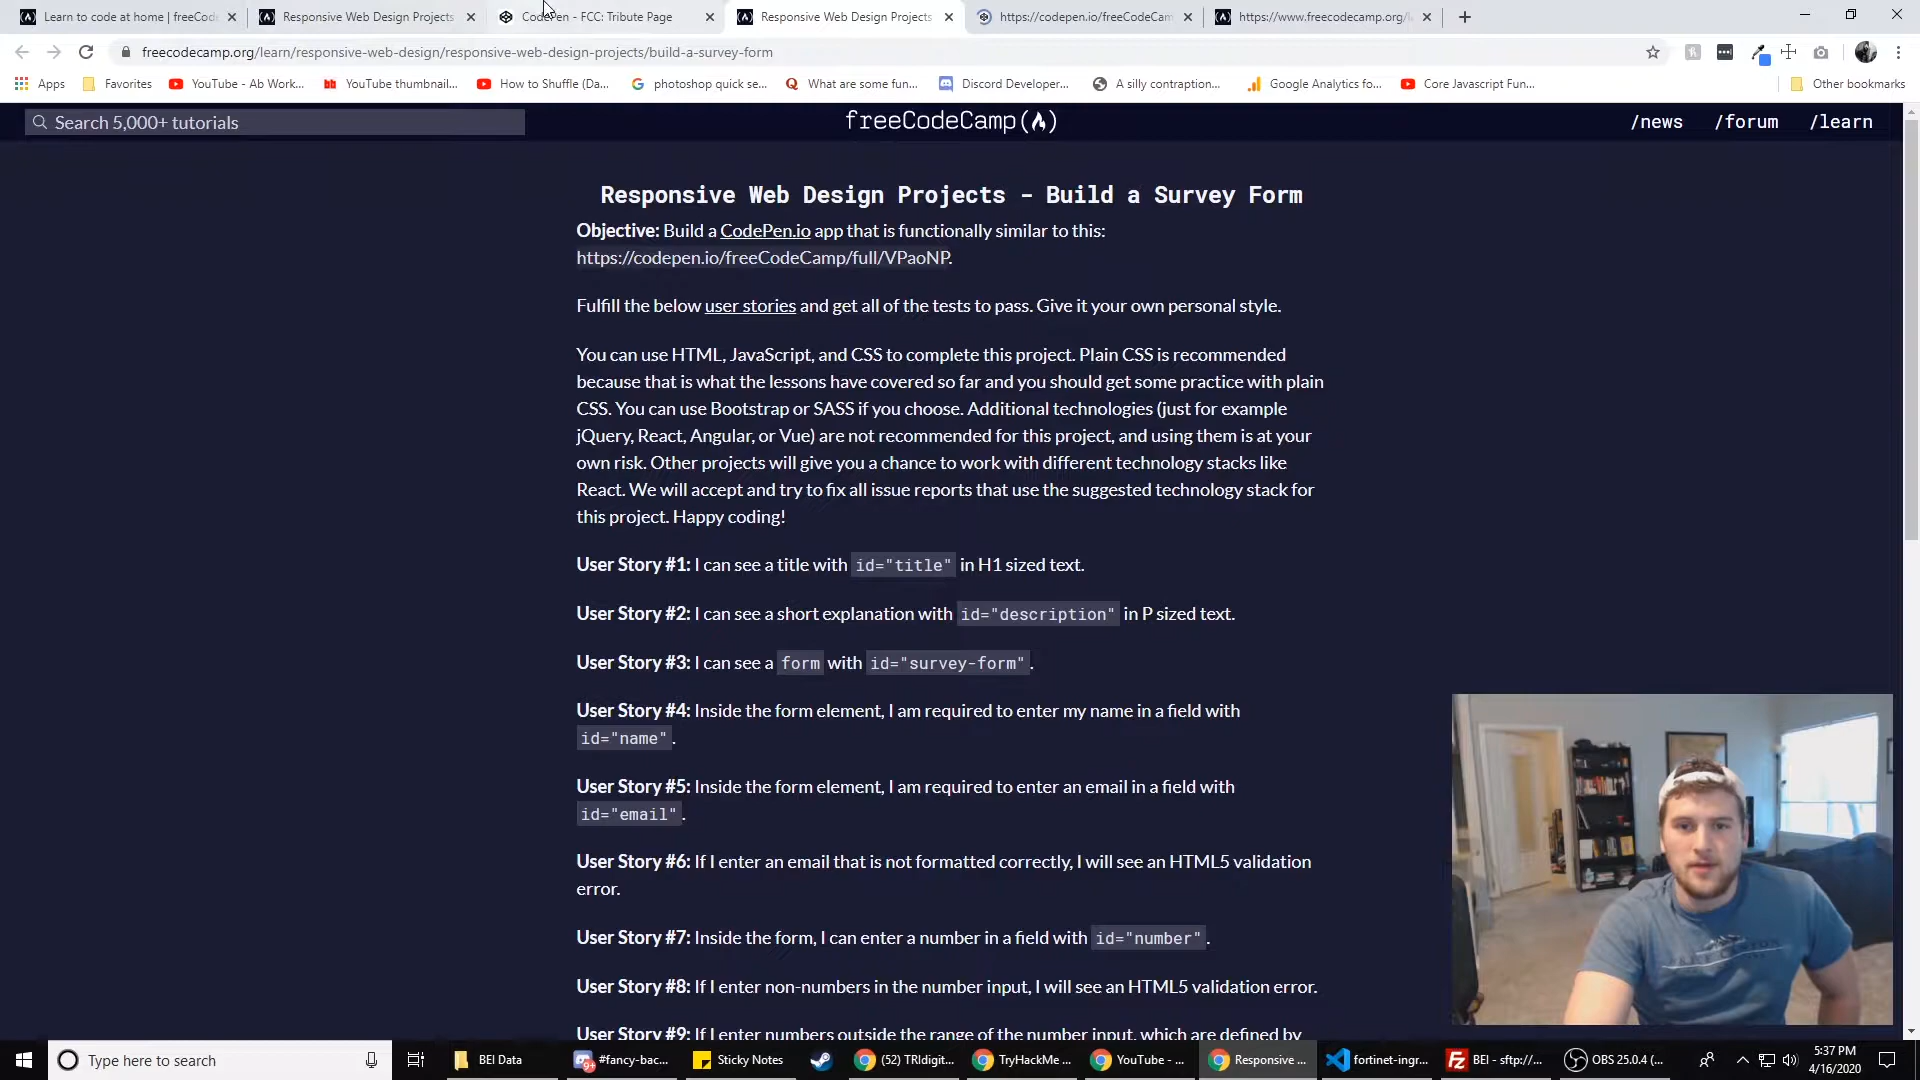 Learn to code at home | freeCod
Responsive Web Design Projects
CodePen - FCC: Tribute Page
Responsive Web Design Projects
https://codepen.io/freeCodeCam
https://www.freecodecamp.org/
freecodecamp.org/learn/responsive-web-design/responsive-web-design-projects/build-a-survey-form
Apps
Favorites
YouTube - Ab Work...
YouTube thumbnail...
How to Shuffle (Da...
photoshop quick se...
What are some fun...
Discord Developer...
A silly contraption...
Google Analytics fo...
Core Javascript Fun...
Other bookmarks
Search 5,000+ tutorials
freeCodeCamp
/news
/forum
/learn
Responsive Web Design Projects - Build a Survey Form
Objective: Build a CodePen.io app that is functionally similar to this:
https://codepen.io/freeCodeCamp/full/VPaoNP.
Fulfill the below user stories and get all of the tests to pass. Give it your own personal style.
You can use HTML, JavaScript, and CSS to complete this project. Plain CSS is recommended
because that is what the lessons have covered so far and you should get some practice with plain
CSS. You can use Bootstrap or SASS if you choose. Additional technologies (just for example
jQuery, React, Angular, or Vue) are not recommended for this project, and using them is at your
own risk. Other projects will give you a chance to work with different technology stacks like
React. We will accept and try to fix all issue reports that use the suggested technology stack for
this project. Happy coding!
User Story #1: I can see a title with id="title" in H1 sized text.
User Story #2: I can see a short explanation with id="description" in P sized text.
User Story #3: I can see a form with id="survey-form".
User Story #4: Inside the form element, I am required to enter my name in a field with
id="name".
User Story #5: Inside the form element, I am required to enter an email in a field with
id="email".
User Story #6: If I enter an email that is not formatted correctly, I will see an HTML5 validation
error.
User Story #7: Inside the form, I can enter a number in a field with id="number".
User Story #8: If I enter non-numbers in the number input, I will see an HTML5 validation error.
User Story #9: If I enter numbers outside the range of the number input, which are defined by
Type here to search
BEI Data
#fancy-bac...
Sticky Notes
(52) TRIdigit...
TryHackMe ...
YouTube - ...
Responsive ...
fortinet-ingr...
BEI - sftp://...
OBS 25.0.4 (...
5:37 PM
4/16/2020